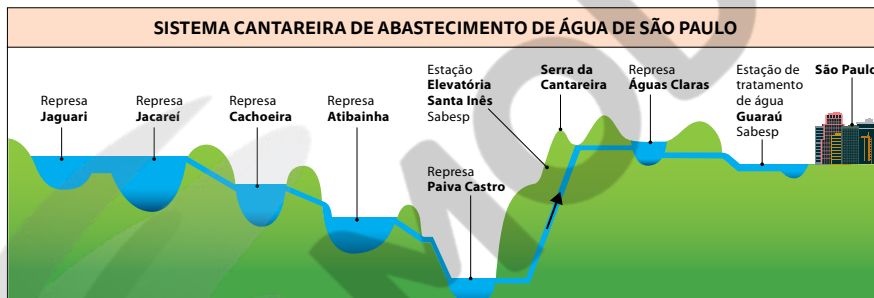 SISTEMA CANTAREIRA DE ABASTECIMENTO DE ÁGUA DE SÃO PAULO
Represa
Jaguari
Represa
Jacareí
Represa
Cachoeira
Represa
Atibainha
Estação
Elevatória
Santa Inês
Sabesp
Represa
Paiva Castro
Serra da
Cantareira
Represa
Águas Claras
Estação de
tratamento
de água
Guaraú
Sabesp
São Paulo
MOD